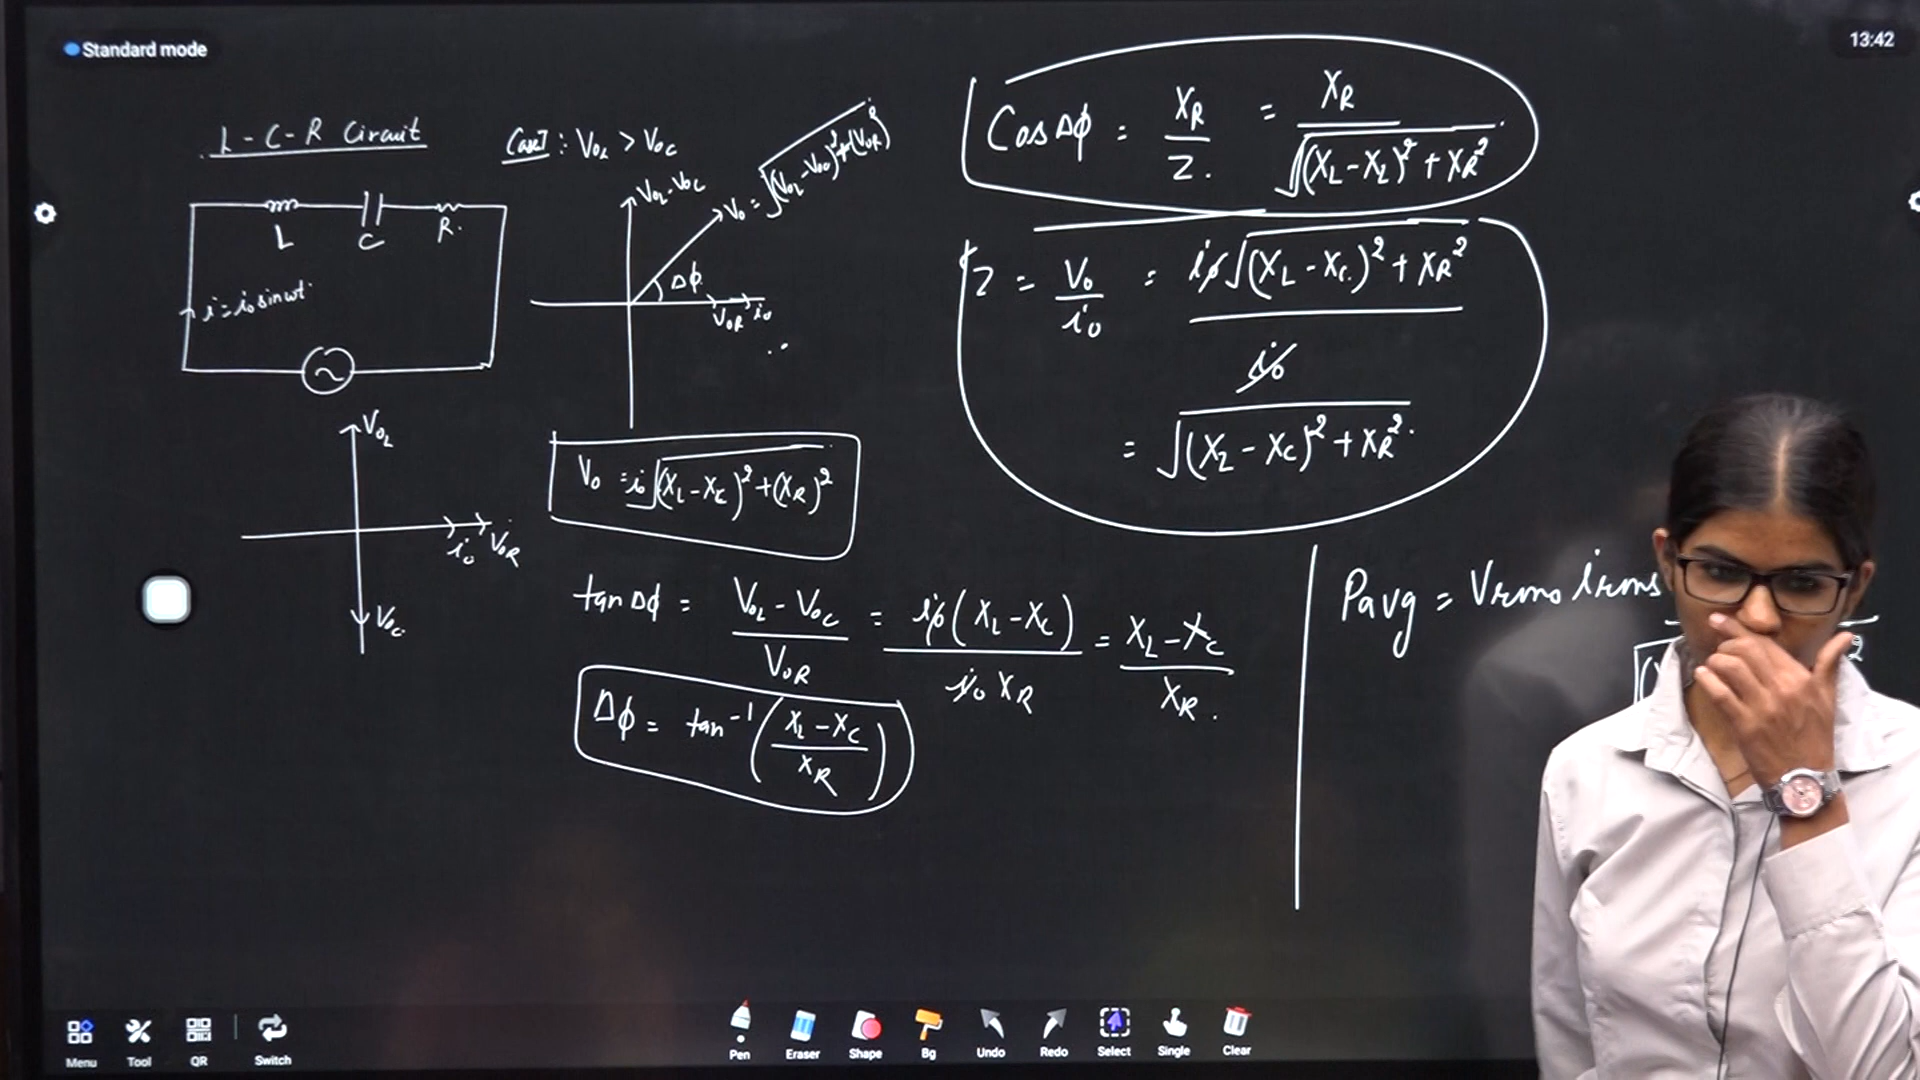 Standard mode
13:42
L-C-R Circuit
Case I : V₀L > V₀C
L C R.
i = i₀ sin ωt
V₀L - V₀C
V₀ = √(V₀L - V₀C)² + (V₀R)²
Δϕ
V₀R i₀
V₀L
i₀ V₀R
V₀C
V₀ = i₀√(XL - XC)² + (XR)²
tan Δϕ = V₀L - V₀C / V₀R = i₀(XL - XC) / i₀ XR = XL - XC / XR.
Δϕ = tan⁻¹(XL - XC / XR)
Cos Δϕ = XR / Z. = XR / √(XL - XL)² + XR²
Z = V₀ / i₀ = i₀√(XL - XC)² + XR² / i₀
= √(XL - XC)² + XR².
Pavg = Vrms irms
Menu
Tool
QR
Switch
Pen
Eraser
Shape
Bg
Undo
Redo
Select
Single
Clear